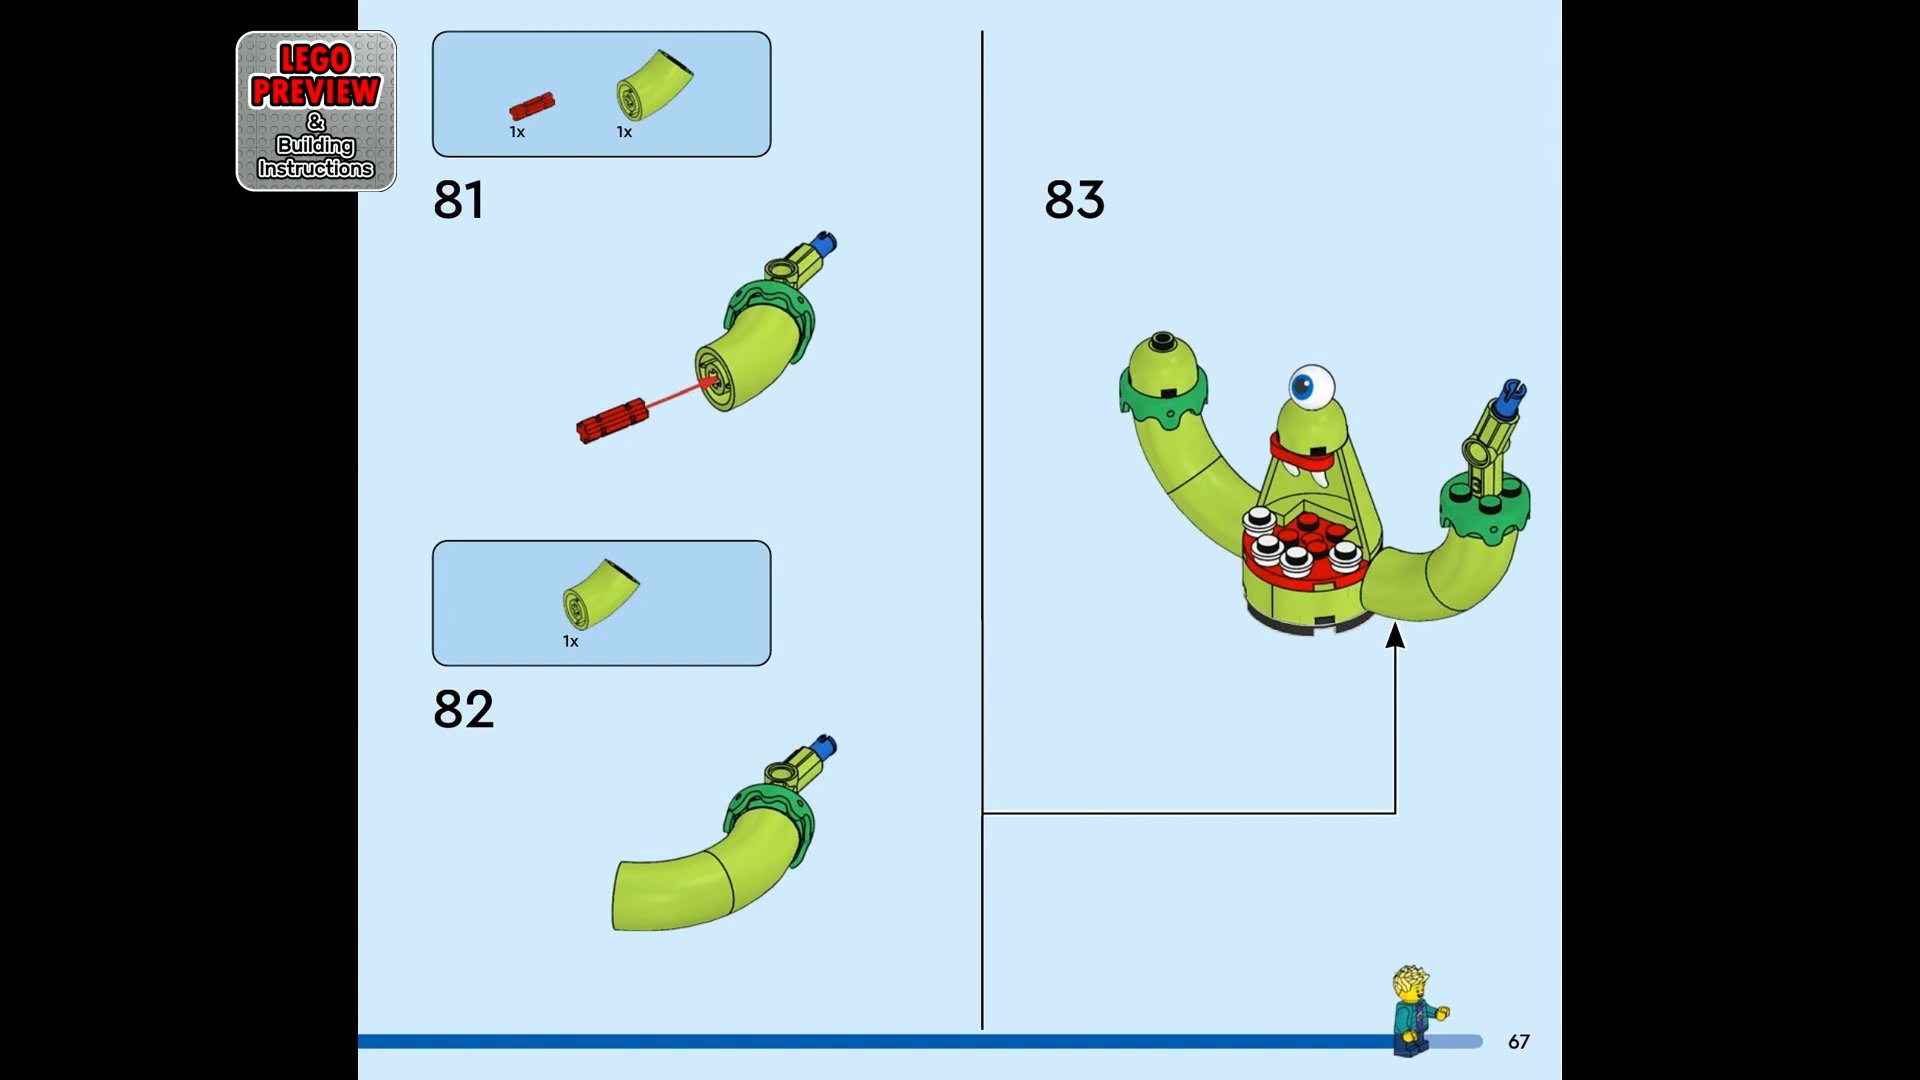 LEGO
PREVIEW
&
Building
Instructions
1x
1x
81
1x
82
83
67